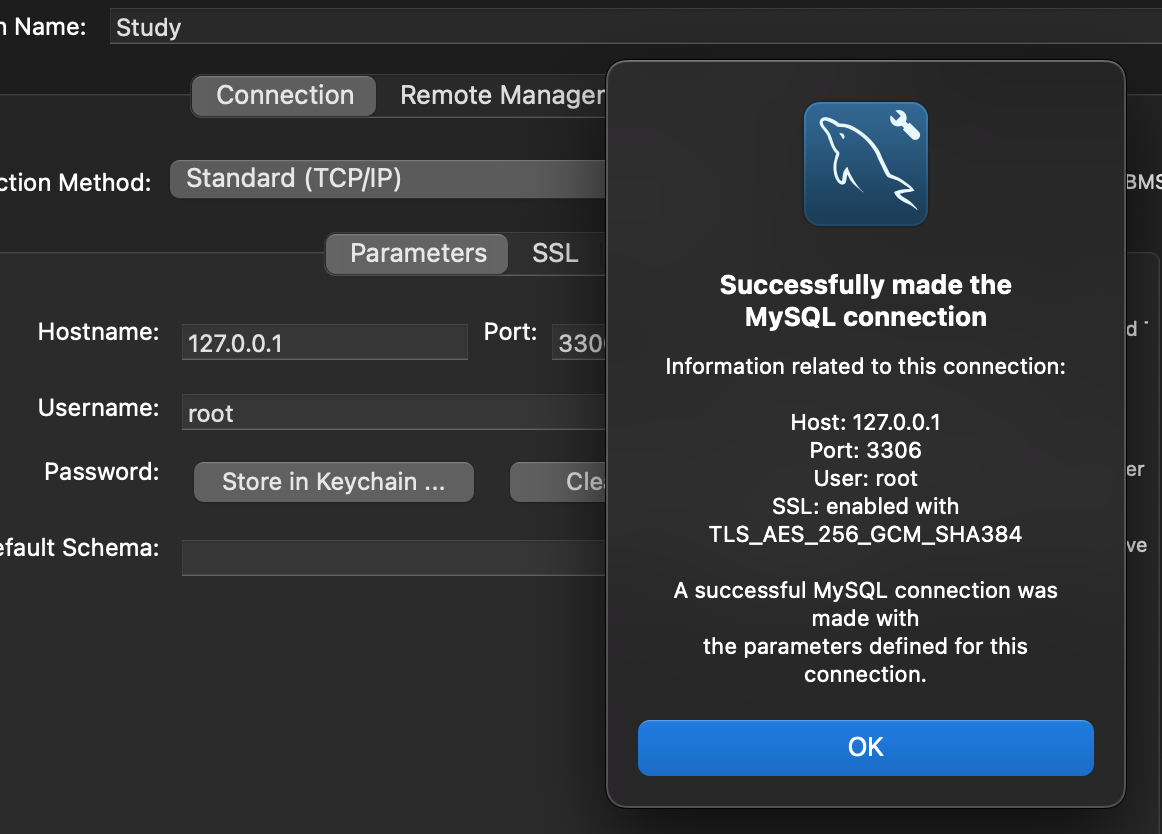 n Name: Study
Connection Remote Manager
ction Method: Standard (TCP/IP)
BMS
Parameters SSL
Hostname: 127.0.0.1 Port: 330
Username: root
Password: Store in Keychain ... Clea
efault Schema:
d
er
ve
Successfully made the
MySQL connection
Information related to this connection:
Host: 127.0.0.1
Port: 3306
User: root
SSL: enabled with
TLS_AES_256_GCM_SHA384
A successful MySQL connection was
made with
the parameters defined for this
connection.
OK